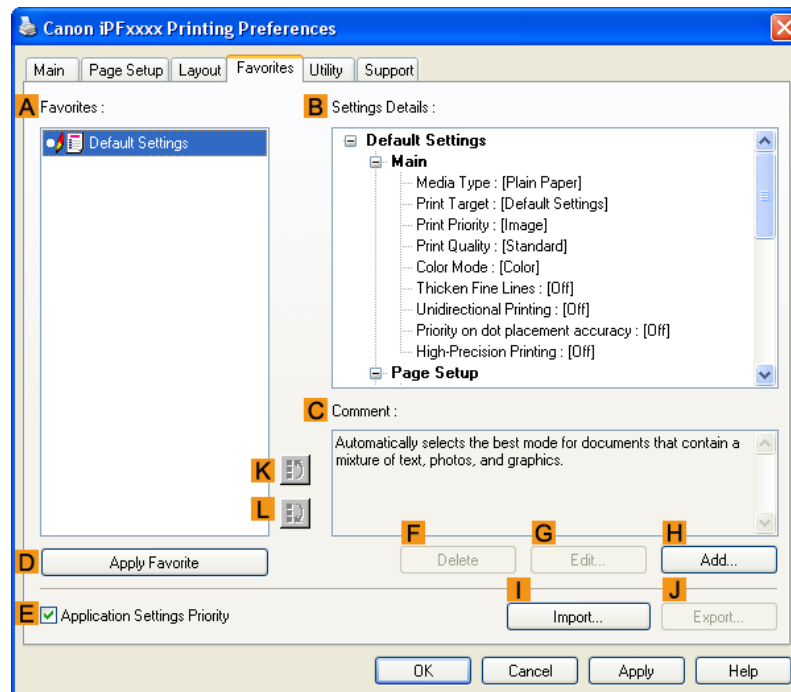 Canon iPFxxxx Printing Preferences
Main Page Setup Layout Favorites Utility Support
A Favorites :
Default Settings
B Settings Details :
Default Settings
Main
Media Type : [Plain Paper]
Print Target : [Default Settings]
Print Priority : [Image]
Print Quality : [Standard]
Color Mode : [Color]
Thicken Fine Lines : [Off]
Unidirectional Printing : [Off]
Priority on dot placement accuracy : [Off]
High-Precision Printing : [Off]
Page Setup
C Comment :
Automatically selects the best mode for documents that contain a
mixture of text, photos, and graphics.
K
L
D Apply Favorite
F Delete
G Edit...
H Add...
E Application Settings Priority
I Import...
J Export...
OK Cancel Apply Help